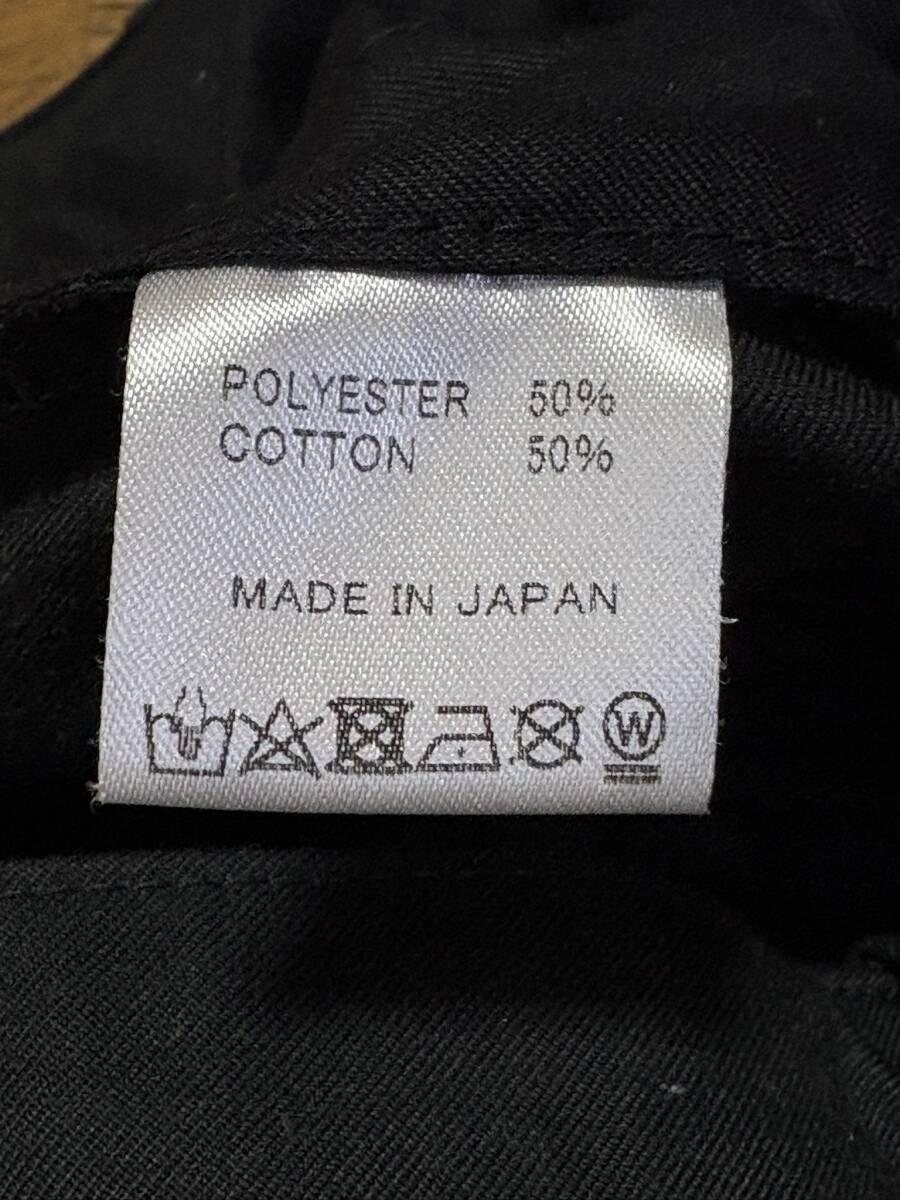 POLYESTER 50%
COTTON 50%
MADE IN JAPAN
W